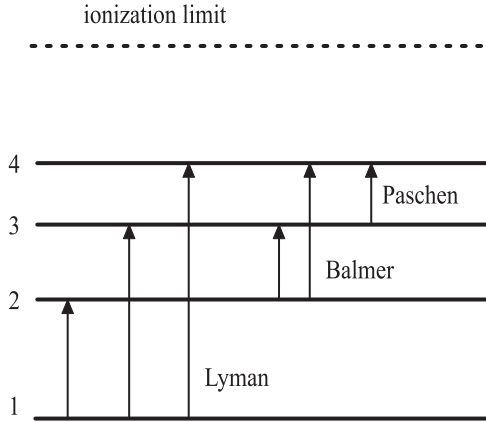 ionization limit
4
Paschen
3
Balmer
2
Lyman
1